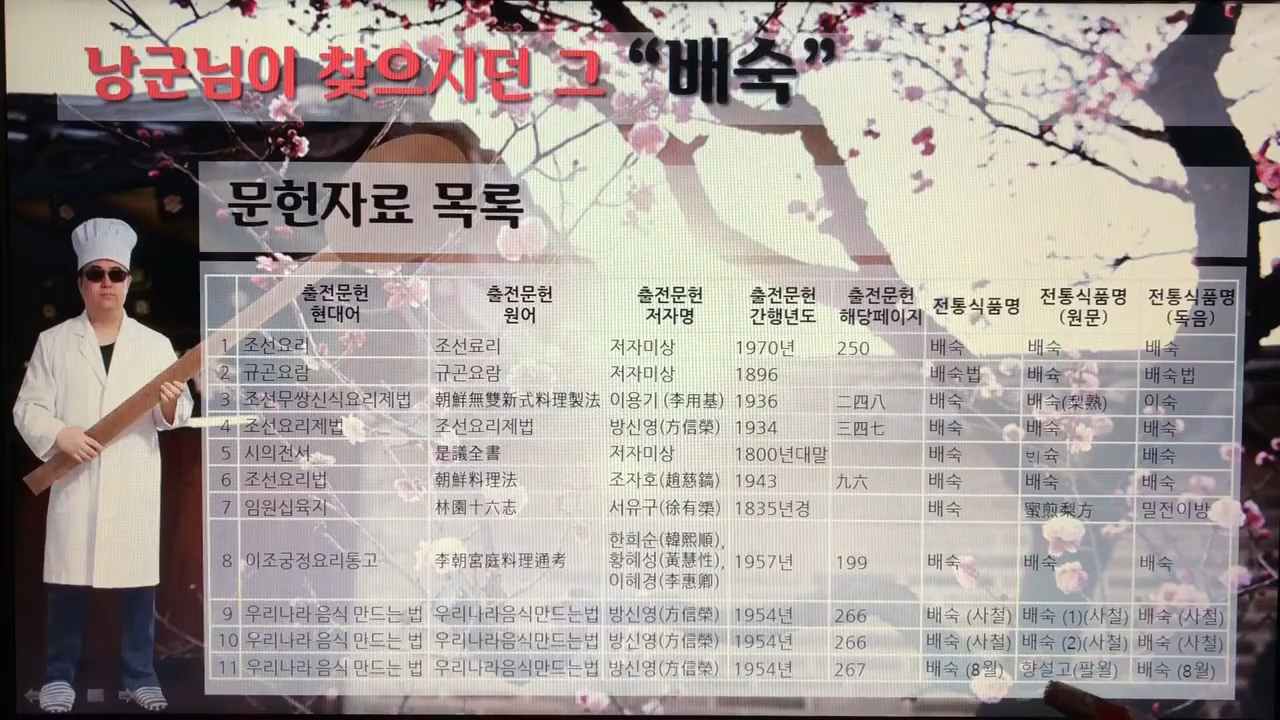 낭군님이 찾으시던 그 “배숙”
문헌자료 목록
출전문헌 현대어 출전문헌 원어 출전문헌 저자명 출전문헌 간행년도 출전문헌 해당페이지 전통식품명 전통식품명 (원문) 전통식품명 (독음)
1 조선요리 조선료리 저자미상 1970년 250 배숙 배숙 배숙
2 규곤요람 규곤요람 저자미상 1896 배숙법 배슉 배숙법
3 조선무쌍신식요리제법 朝鮮無雙新式料理製法 이용기 (李用基) 1936 二四八 배숙 배숙(梨熟) 이숙
4 조선요리제법 조선요리제법 방신영(方信榮) 1934 三四七 배숙 배숙 배숙
5 시의전서 是議全書 저자미상 1800년대말 배숙 슉 배숙
6 조선요리법 朝鮮料理法 조자호(趙慈鎬) 1943 九六 배숙 배숙 배숙
7 임원십육지 林園十六志 서유구(徐有榘) 1835년경 배숙 蜜煎梨方 밀전이방
8 이조궁정요리통고 李朝宮庭料理通考 한희순(韓熙順), 황혜성(黃慧性), 이혜경(李惠卿) 1957년 199 배숙 배숙 배숙
9 우리나라 음식 만드는 법 우리나라음식만드는법 방신영(方信榮) 1954년 266 배숙 (사철) 배숙 (1)(사철) 배숙 (사철)
10 우리나라 음식 만드는 법 우리나라음식만드는법 방신영(方信榮) 1954년 266 배숙 (사철) 배숙 (2)(사철) 배숙 (사철)
11 우리나라 음식 만드는 법 우리나라음식만드는법 방신영(方信榮) 1954년 267 배숙 (8월) 향설고(팔월) 배숙 (8월)